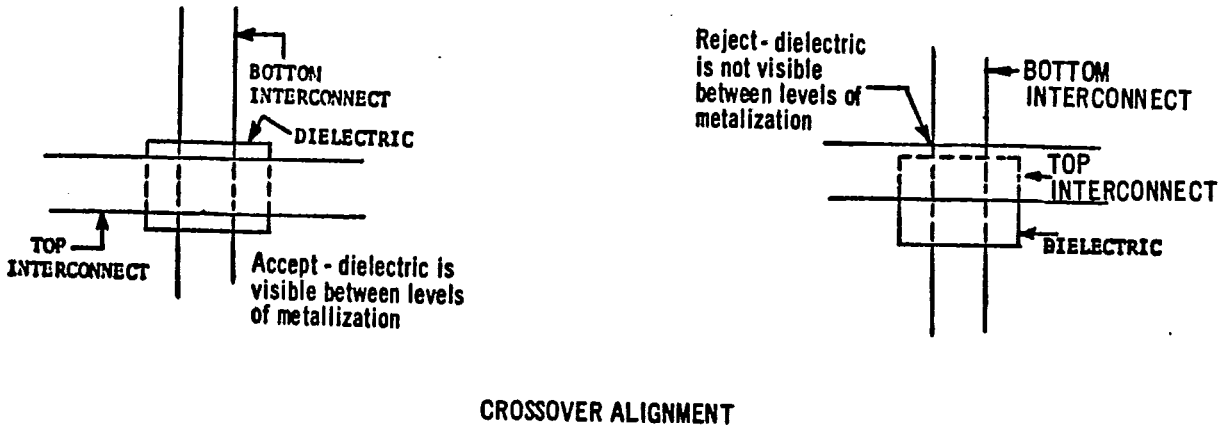 BOTTOM
INTERCONNECT
DIELECTRIC
TOP
INTERCONNECT
Accept - dielectric is
visible between levels
of metallization
Reject - dielectric
is not visible
between levels of
metalization
BOTTOM
INTERCONNECT
TOP
INTERCONNECT
DIELECTRIC
CROSSOVER ALIGNMENT